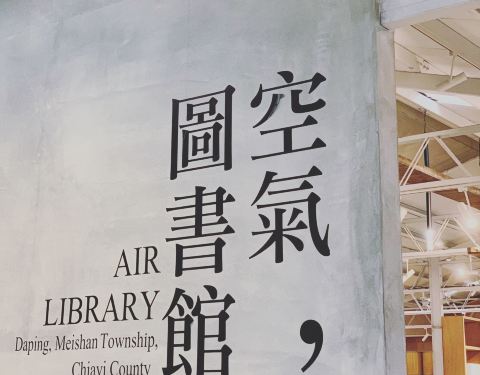 空氣，
圖書館
AIR
LIBRARY
Daping, Meishan Township,
Chiayi County